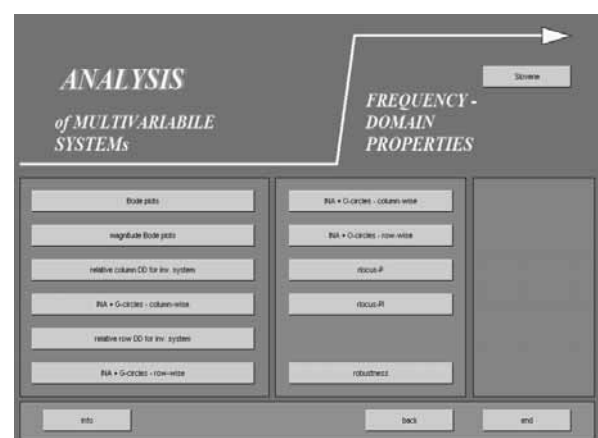 ANALYSIS
of MULTIVARIABILE
SYSTEMs
FREQUENCY -
DOMAIN
PROPERTIES
Slovene
Bode plots
magnitude Bode plots
relative column DD for inv. system
INA + G-circles - column-wise
relative row DD for inv. system
INA + G-circles - row-wise
INA + O-circles - column-wise
INA + O-circles - row-wise
rlocus-P
rlocus-PI
robustness
info
back
end